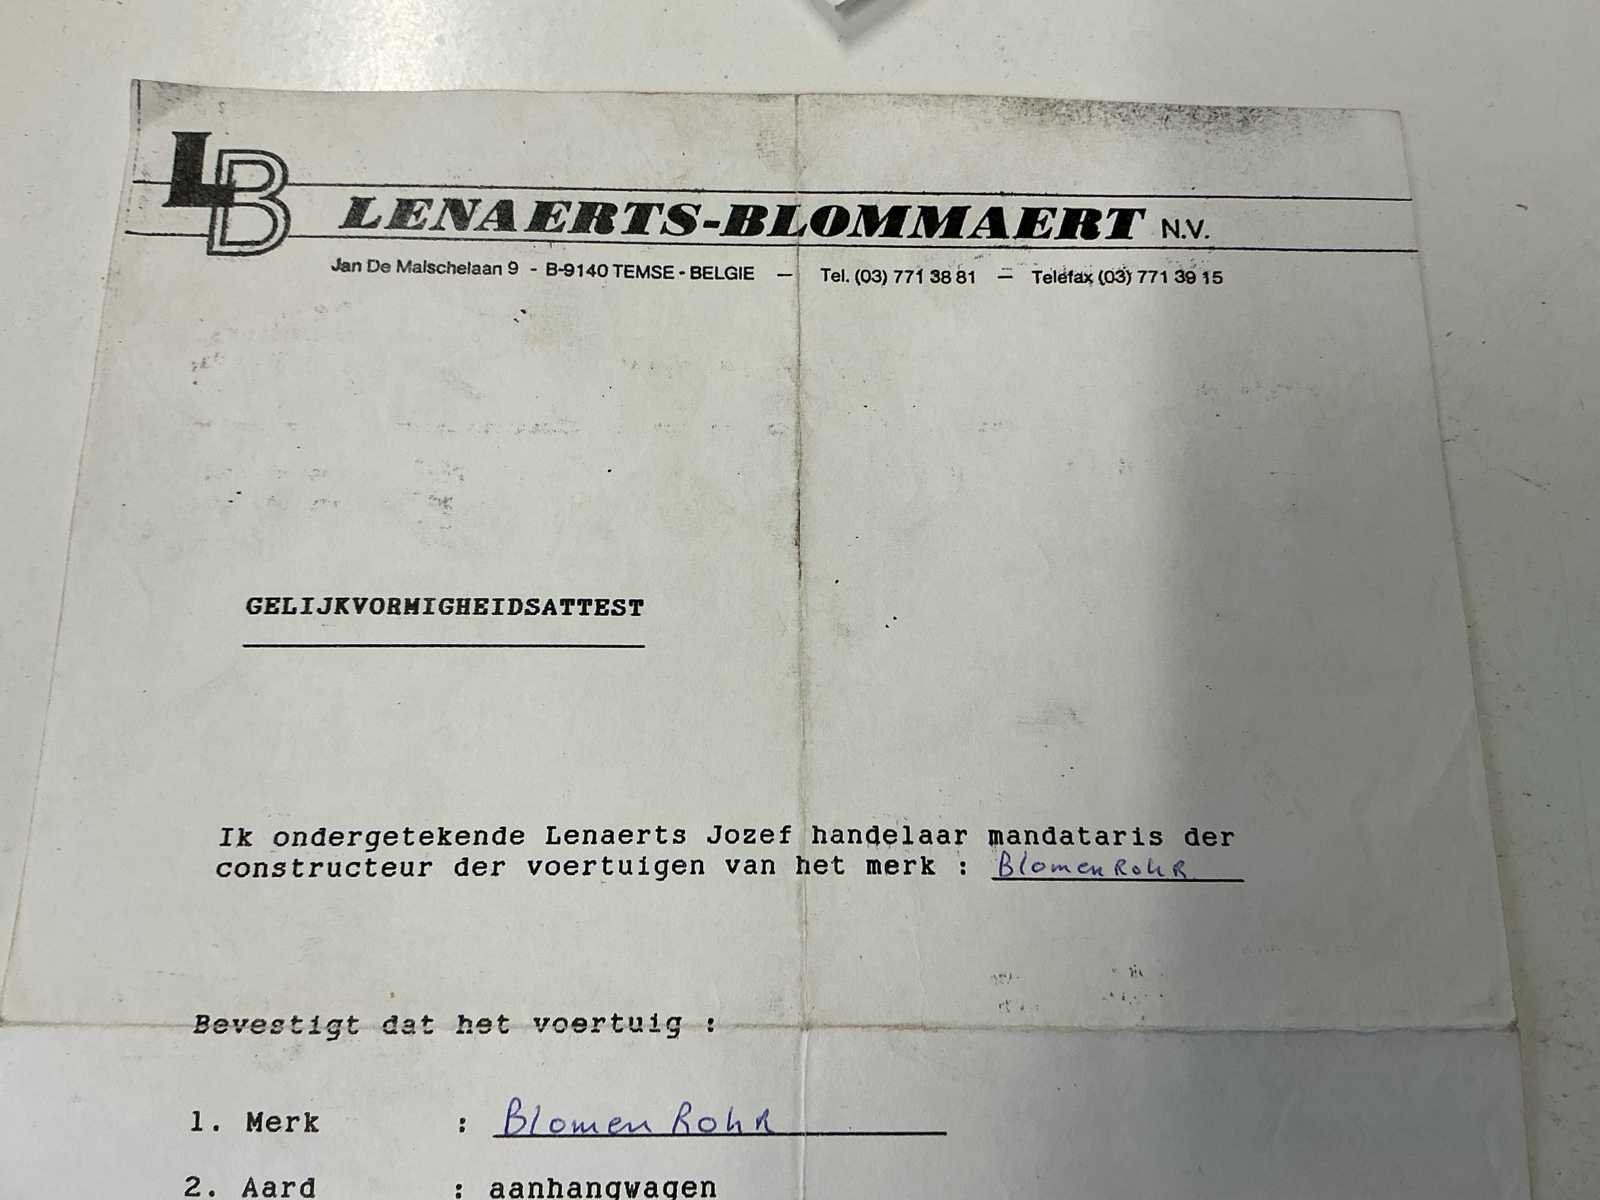 LB
LENAERTS-BLOMMAERT N.V.
Jan De Malschelaan 9 - B-9140 TEMSE - BELGIE — Tel. (03) 771 38 81 — Telefax (03) 771 39 15
GELIJKVORMIGHEIDSATTEST
Ik ondergetekende Lenaerts Jozef handelaar mandataris der
constructeur der voertuigen van het merk : BlomenRohR
Bevestigt dat het voertuig :
1. Merk : Blomen RohR
2. Aard : aanhangwagen